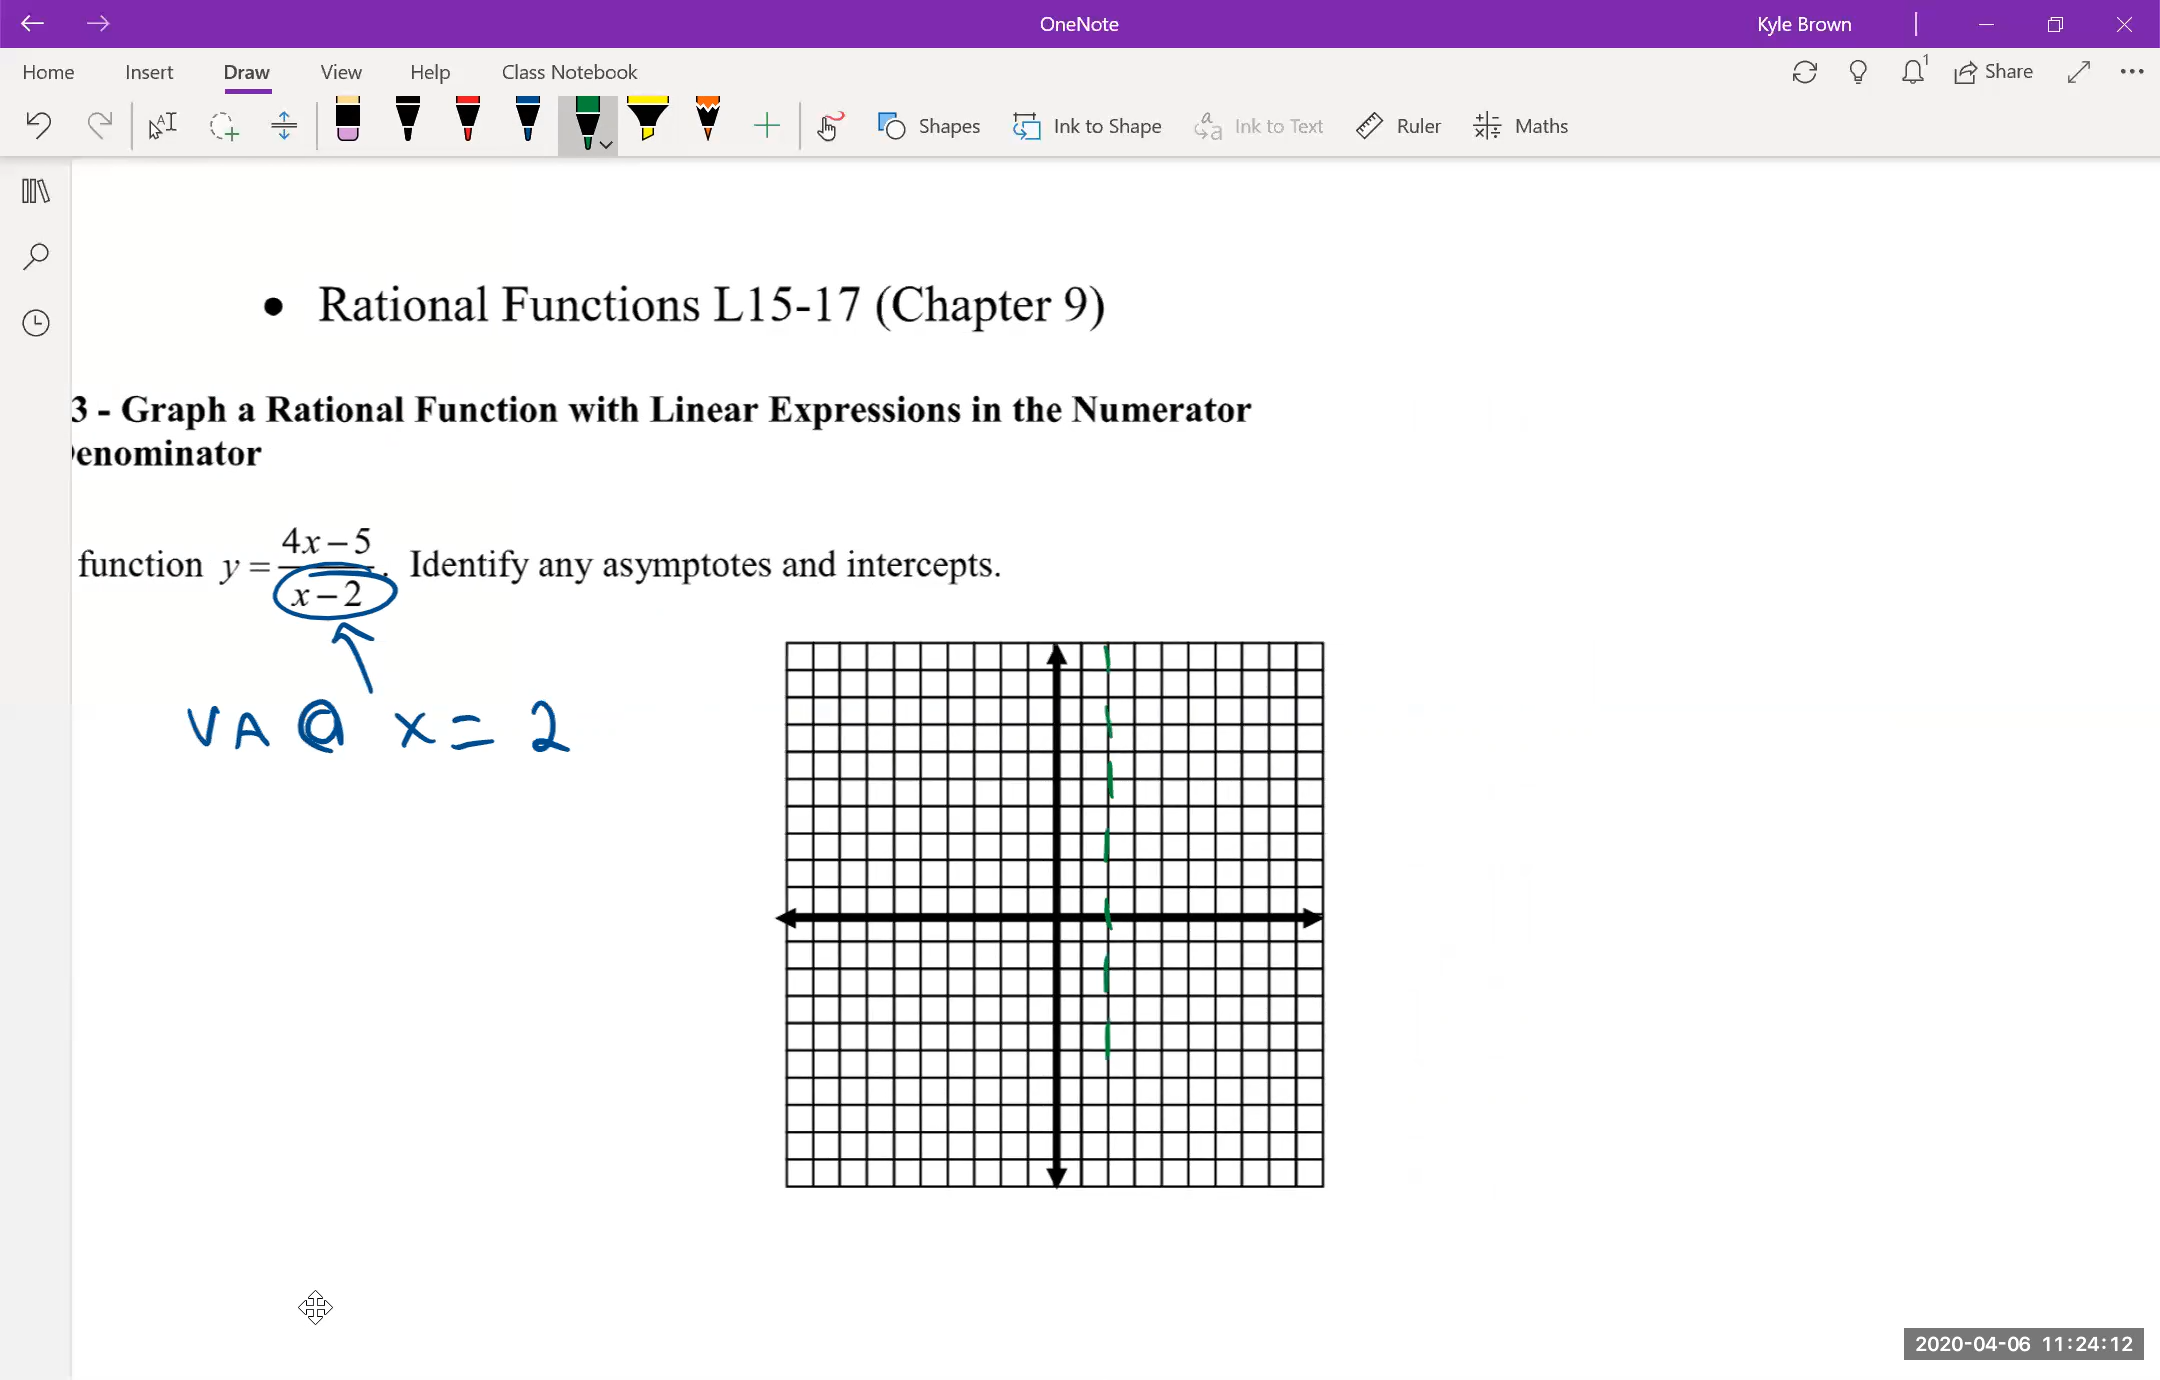 OneNote
Kyle Brown
Home Insert Draw View Help Class Notebook
1 Share
Shapes Ink to Shape Ink to Text Ruler Maths
• Rational Functions L15-17 (Chapter 9)
3 - Graph a Rational Function with Linear Expressions in the Numerator
enominator
function y = (4x − 5)/(x − 2). Identify any asymptotes and intercepts.
VA @ x = 2
2020-04-06 11:24:12